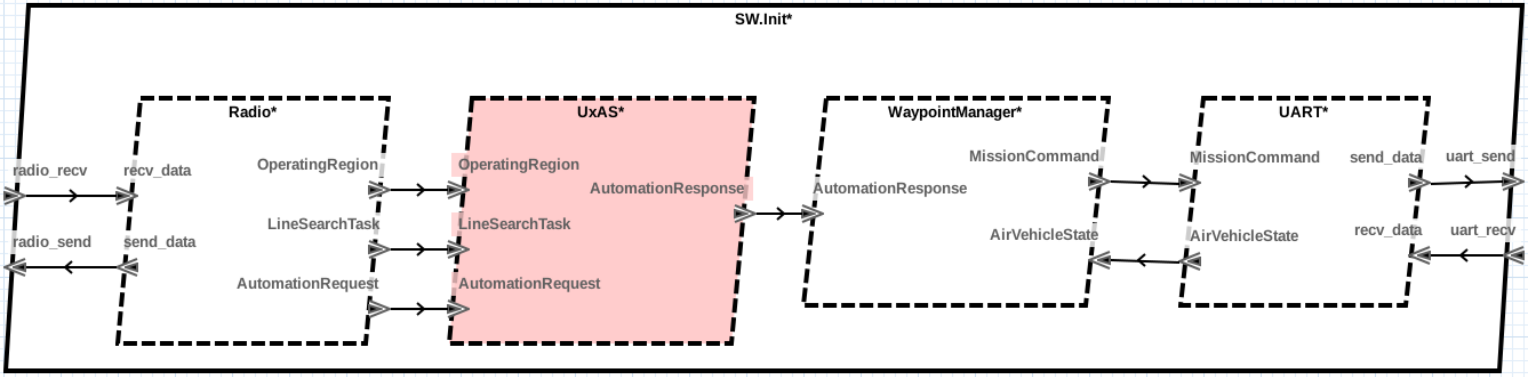 SW.Init*
Radio*
radio_recv
recv_data
OperatingRegion
LineSearchTask
radio_send
send_data
AutomationRequest
UxAS*
OperatingRegion
AutomationResponse
LineSearchTask
AutomationRequest
WaypointManager*
MissionCommand
AutomationResponse
AirVehicleState
UART*
MissionCommand
send_data
uart_send
AirVehicleState
recv_data
uart_recv